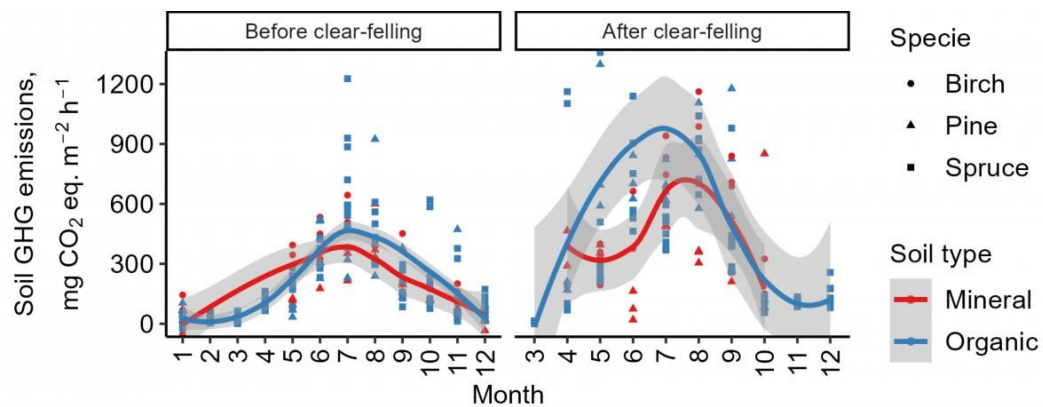 Before clear-felling
After clear-felling
Soil GHG emissions,
mg CO₂ eq. m⁻² h⁻¹
1200
900
600
300
0
1 2 3 4 5 6 7 8 9 10 11 12
3 4 5 6 7 8 9 10 11 12
Month
Specie
Birch
Pine
Spruce
Soil type
Mineral
Organic